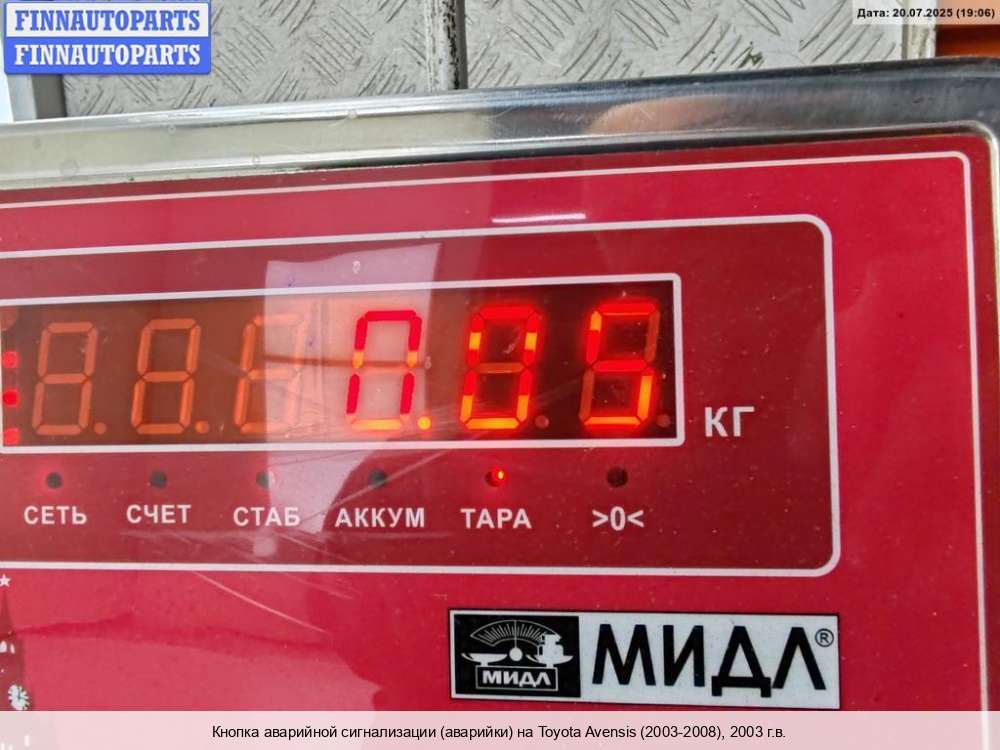 FINNAUTOPARTS
FINNAUTOPARTS
Дата: 20.07.2025 (19:06)
0.05
КГ
СЕТЬ СЧЕТ СТАБ АККУМ ТАРА >0<
МИДЛ
МИДЛ®
Кнопка аварийной сигнализации (аварийки) на Toyota Avensis (2003-2008), 2003 г.в.